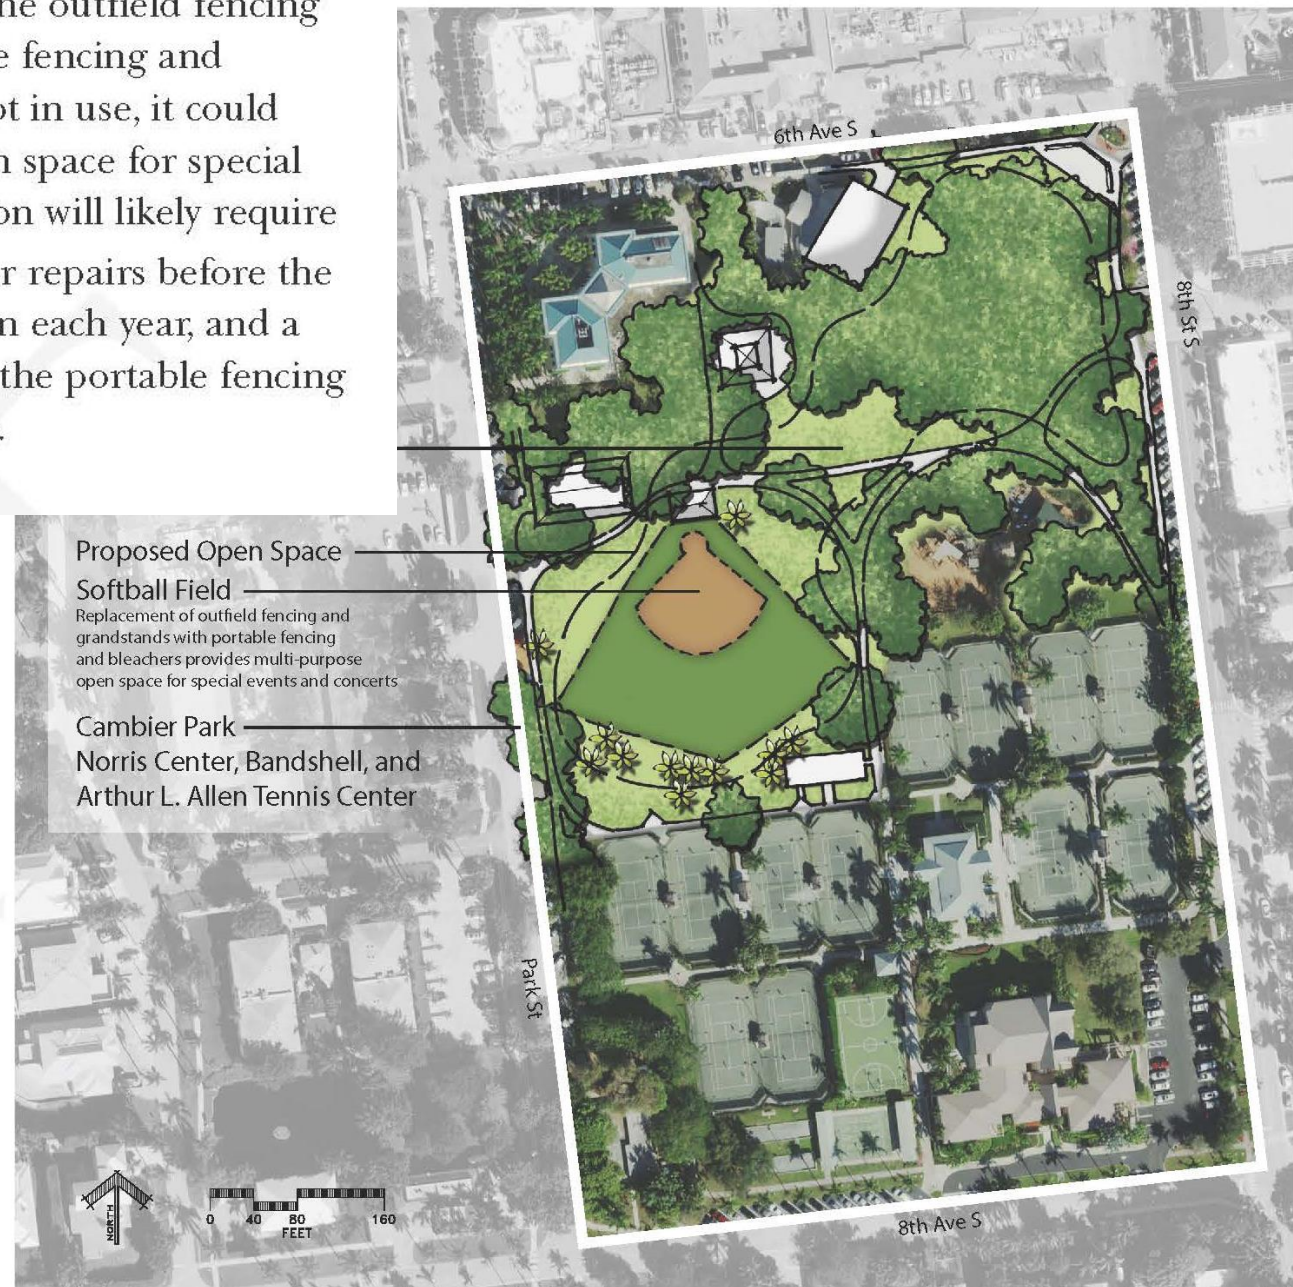 he outfield fencing
e fencing and
ot in use, it could
n space for special
on will likely require
r repairs before the
n each year, and a
the portable fencing
6th Ave S
8th St S
Proposed Open Space
Softball Field
Replacement of outfield fencing and
grandstands with portable fencing
and bleachers provides multi-purpose
open space for special events and concerts
Cambier Park
Norris Center, Bandshell, and
Arthur L. Allen Tennis Center
Park St
8th Ave S
NORTH
0 40 80 160
FEET